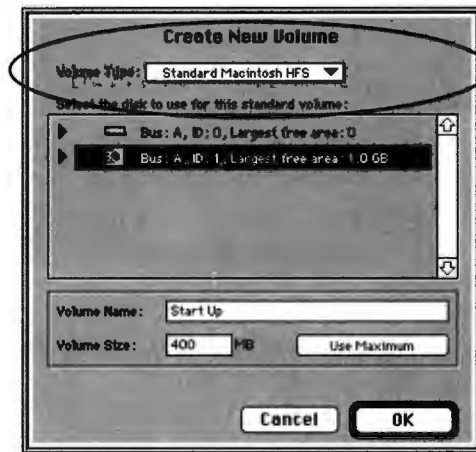 Create New Volume
Volume Type: Standard Macintosh HFS
Select the disk to use for this standard volume:
Bus: A, ID: 0, Largest free area: 0
Bus: A, ID: 1, Largest free area: 1.0 GB
Volume Name: Start Up
Volume Size: 400 MB Use Maximum
Cancel OK